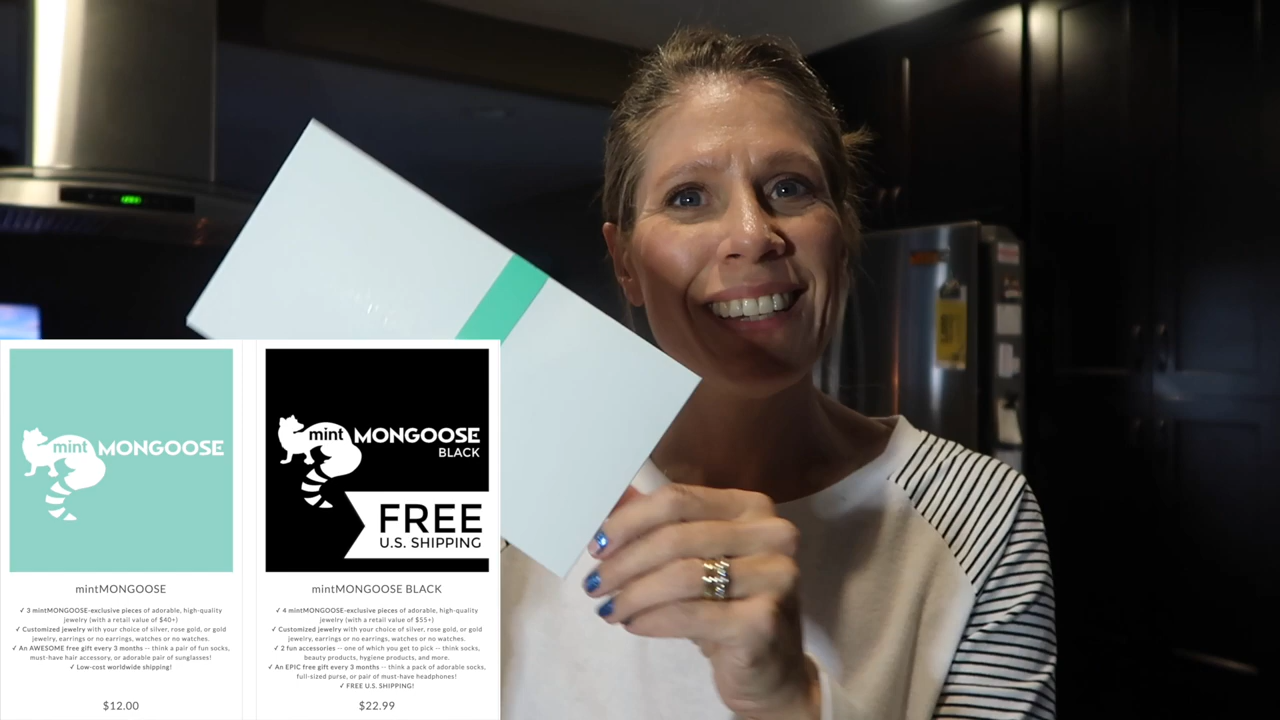 mint MONGOOSE
mintMONGOOSE
✓ 3 mintMONGOOSE-exclusive pieces of adorable, high-quality
jewelry (with a retail value of $40+)
✓ Customized jewelry with your choice of silver, rose gold, or gold
jewelry, earrings or no earrings, watches or no watches.
✓ An AWESOME free gift every 3 months -- think a pair of fun socks,
must-have hair accessory, or adorable pair of sunglasses!
✓ Low-cost worldwide shipping!
$12.00
mint MONGOOSE
BLACK
FREE
U.S. SHIPPING
mintMONGOOSE BLACK
✓ 4 mintMONGOOSE-exclusive pieces of adorable, high-quality
jewelry (with a retail value of $55+)
✓ Customized jewelry with your choice of silver, rose gold, or gold
jewelry, earrings or no earrings, watches or no watches.
✓ 2 fun accessories -- one of which you get to pick -- think socks,
beauty products, hygiene products, and more.
✓ An EPIC free gift every 3 months -- think a pack of adorable socks,
full-sized purse, or pair of must-have headphones!
✓ FREE U.S. SHIPPING!
$22.99